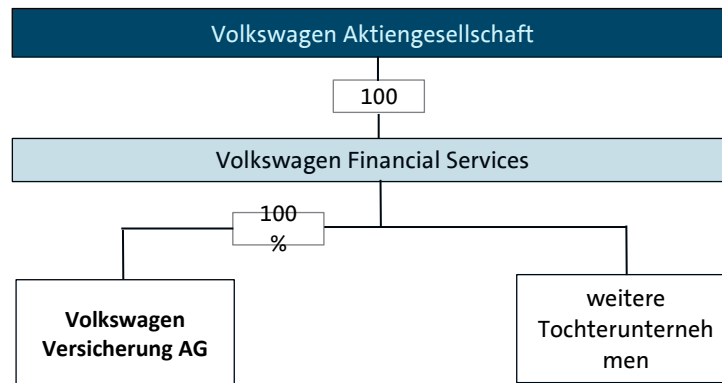 Volkswagen Aktiengesellschaft
100
Volkswagen Financial Services
100
%
Volkswagen
Versicherung AG
weitere
Tochterunterneh
men